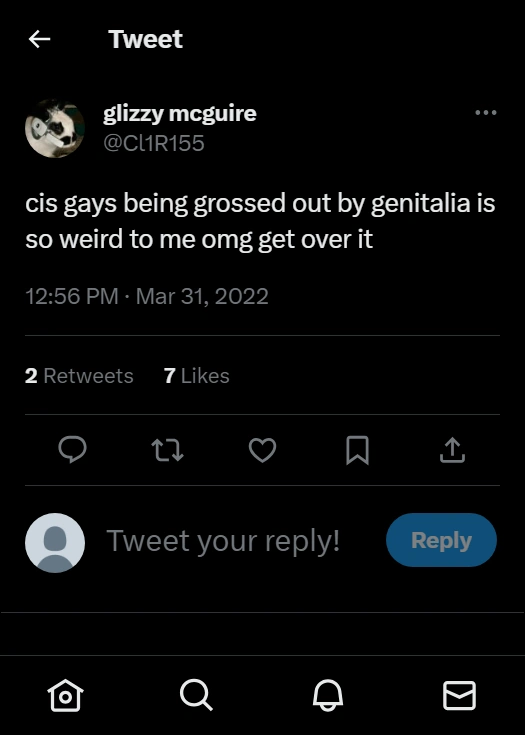 Tweet
glizzy mcguire
@Cl1R155
cis gays being grossed out by genitalia is
so weird to me omg get over it
12:56 PM · Mar 31, 2022
2 Retweets 7 Likes
Tweet your reply!
Reply